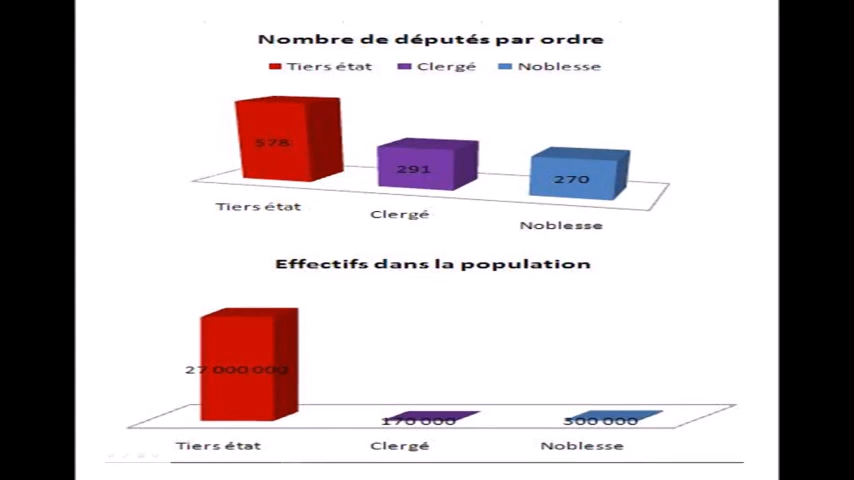 Nombre de députés par ordre
Tiers état Clergé Noblesse
578
291
270
Tiers état
Clergé
Noblesse
Effectifs dans la population
27 000 000
170 000 300 000
Tiers état Clergé Noblesse